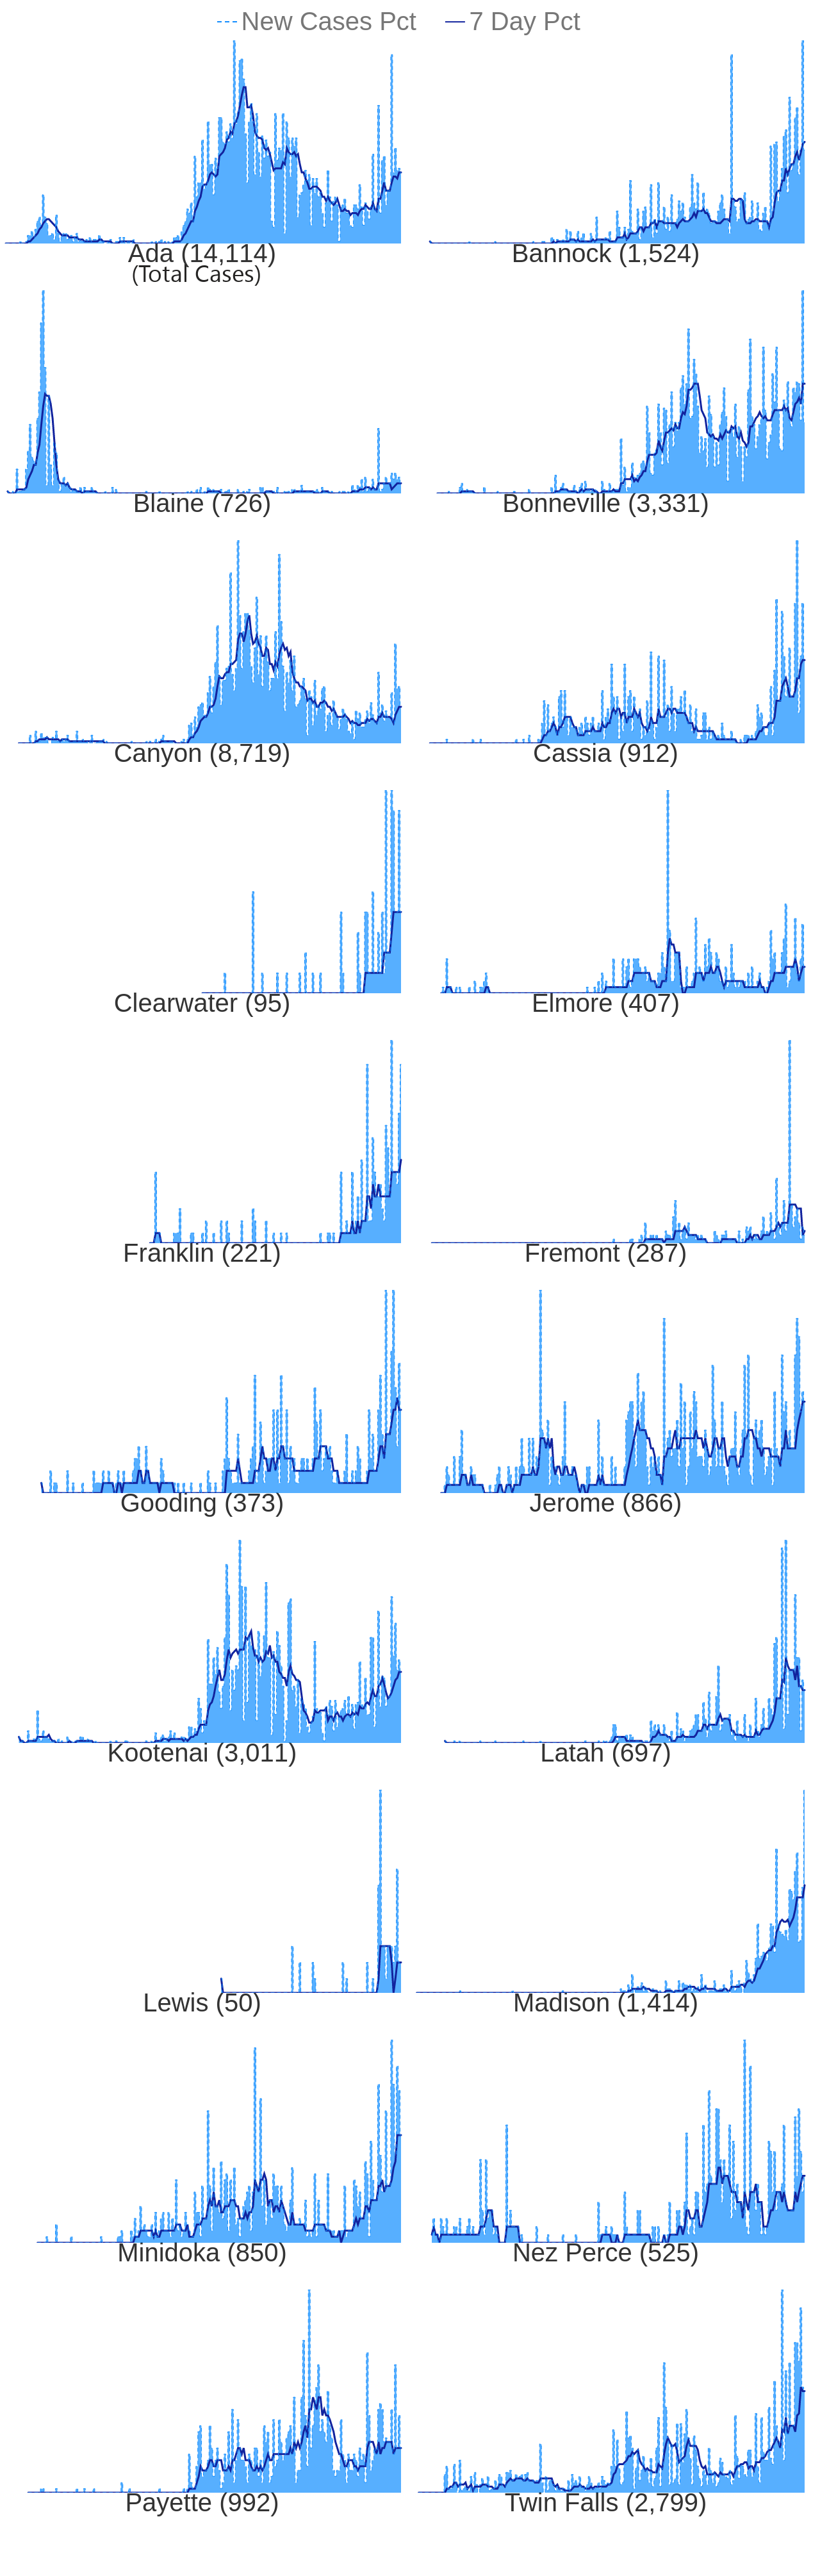 New Cases Pct 7 Day Pct
Ada (14,114) Bannock (1,524)
(Total Cases)
Blaine (726) Bonneville (3,331)
Canyon (8,719) Cassia (912)
Clearwater (95) Elmore (407)
Franklin (221) Fremont (287)
Gooding (373) Jerome (866)
Kootenai (3,011) Latah (697)
Lewis (50) Madison (1,414)
Minidoka (850) Nez Perce (525)
Payette (992) Twin Falls (2,799)